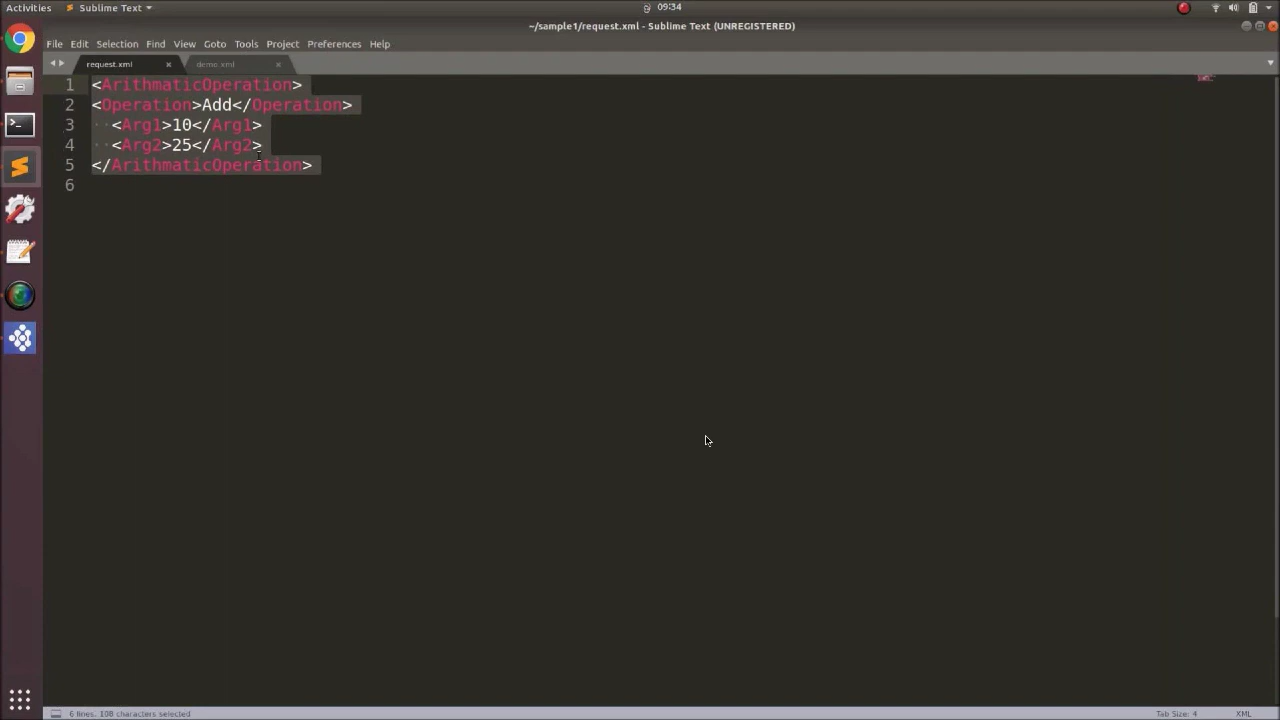 Activities Sublime Text 09:34
~/sample1/request.xml - Sublime Text (UNREGISTERED)
File Edit Selection Find View Goto Tools Project Preferences Help
request.xml demo.xml
1 <ArithmaticOperation>
2 <Operation>Add</Operation>
3 <Arg1>10</Arg1>
4 <Arg2>25</Arg2>
5 </ArithmaticOperation>
6
6 lines, 108 characters selected Tab Size: 4 XML